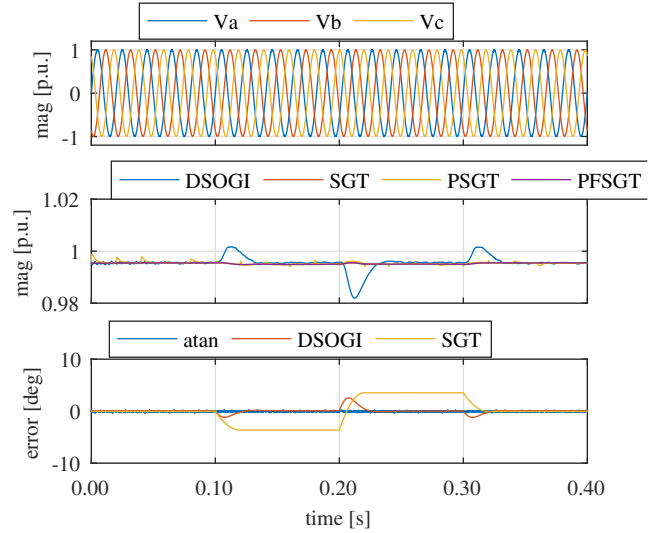 Va Vb Vc
mag [p.u.]
1
0
-1
DSOGI SGT PSGT PFSGT
mag [p.u.]
1.02
1
0.98
atan DSOGI SGT
error [deg]
10
0
-10
0.00 0.10 0.20 0.30 0.40
time [s]